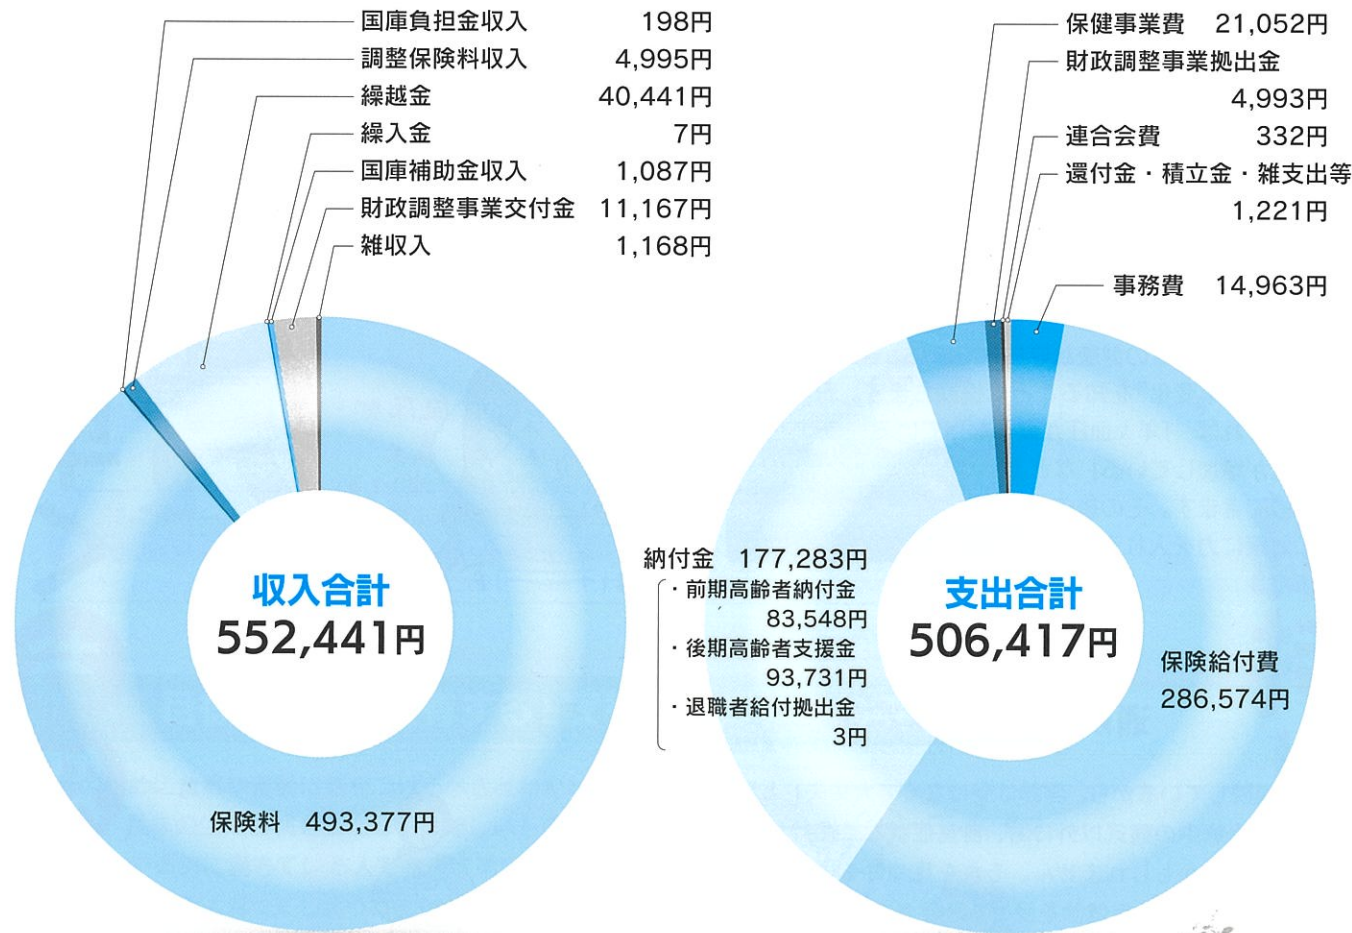 国庫負担金収入 198円
調整保険料収入 4,995円
繰越金 40,441円
繰入金 7円
国庫補助金収入 1,087円
財政調整事業交付金 11,167円
雑収入 1,168円
収入合計
552,441円
保険料 493,377円
保健事業費 21,052円
財政調整事業拠出金
4,993円
連合会費 332円
還付金・積立金・雑支出等
1,221円
事務費 14,963円
納付金 177,283円
・前期高齢者納付金
83,548円
・後期高齢者支援金
93,731円
・退職者給付拠出金
3円
支出合計
506,417円
保険給付費
286,574円